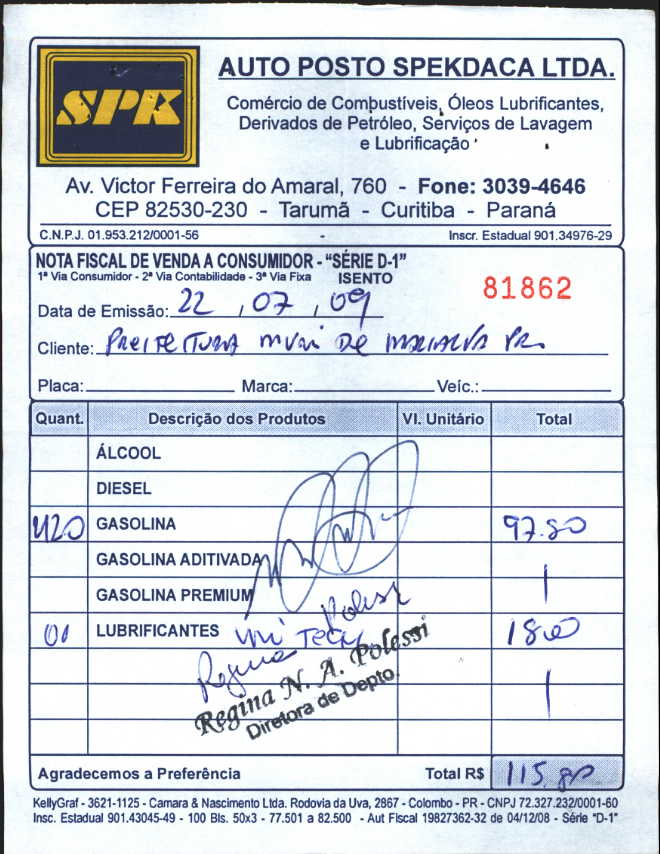 SPK
AUTO POSTO SPEKDACA LTDA.
Comércio de Combustíveis, Óleos Lubrificantes,
Derivados de Petróleo, Serviços de Lavagem
e Lubrificação
Av. Victor Ferreira do Amaral, 760 - Fone: 3039-4646
CEP 82530-230 - Tarumã - Curitiba - Paraná
C.N.P.J. 01.953.212/0001-56 Inscr. Estadual 901.34976-29
NOTA FISCAL DE VENDA A CONSUMIDOR - "SÉRIE D-1"
1ª Via Consumidor - 2ª Via Contabilidade - 3ª Via Fixa ISENTO
81862
Data de Emissão: 22, 07, 09
Cliente: PREFEITURA MUNI DE MARIALVA PR.
Placa: Marca: Veíc.:
Quant. Descrição dos Produtos Vl. Unitário Total
ÁLCOOL
DIESEL
GASOLINA 97.80
GASOLINA ADITIVADA
GASOLINA PREMIUM
01 LUBRIFICANTES 18,00
Regina Polessi
Regina N. A. Polessi
Diretora de Depto.
Agradecemos a Preferência Total R$ 115,80
KellyGraf - 3621-1125 - Camara & Nascimento Ltda. Rodovia da Uva, 2867 - Colombo - PR - CNPJ 72.327.232/0001-60
Insc. Estadual 901.43045-49 - 100 Bls. 50x3 - 77.501 a 82.500 - Aut Fiscal 19827362-32 de 04/12/08 - Série "D-1"